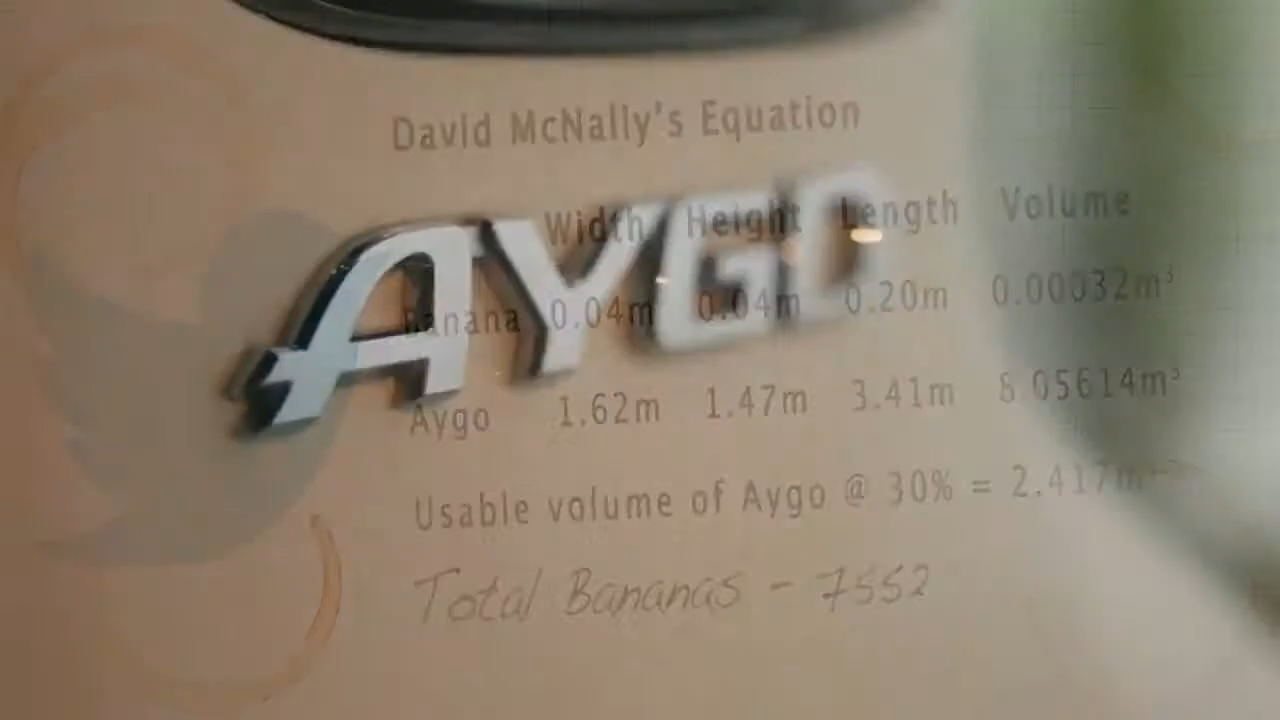 David McNally's Equation
AYGO
Width Height Length Volume
Banana 0.04m 0.04m 0.20m 0.00032m³
Aygo 1.62m 1.47m 3.41m 8.05614m³
Usable volume of Aygo @ 30% = 2.417m³
Total Bananas - 7552